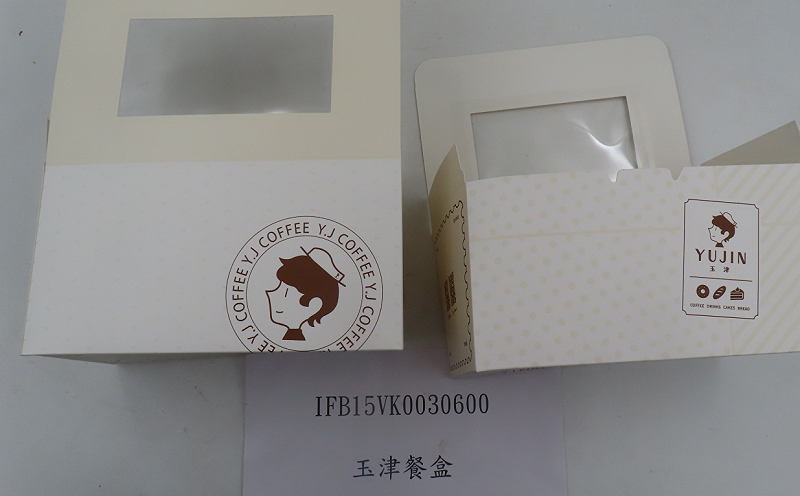 Y.J COFFEE Y.J COFFEE Y.J COFFEE Y.J COFFEE
YUJIN
玉津
COFFEE DRINKS CAKES BREAD
IFB15VK0030600
玉津餐盒